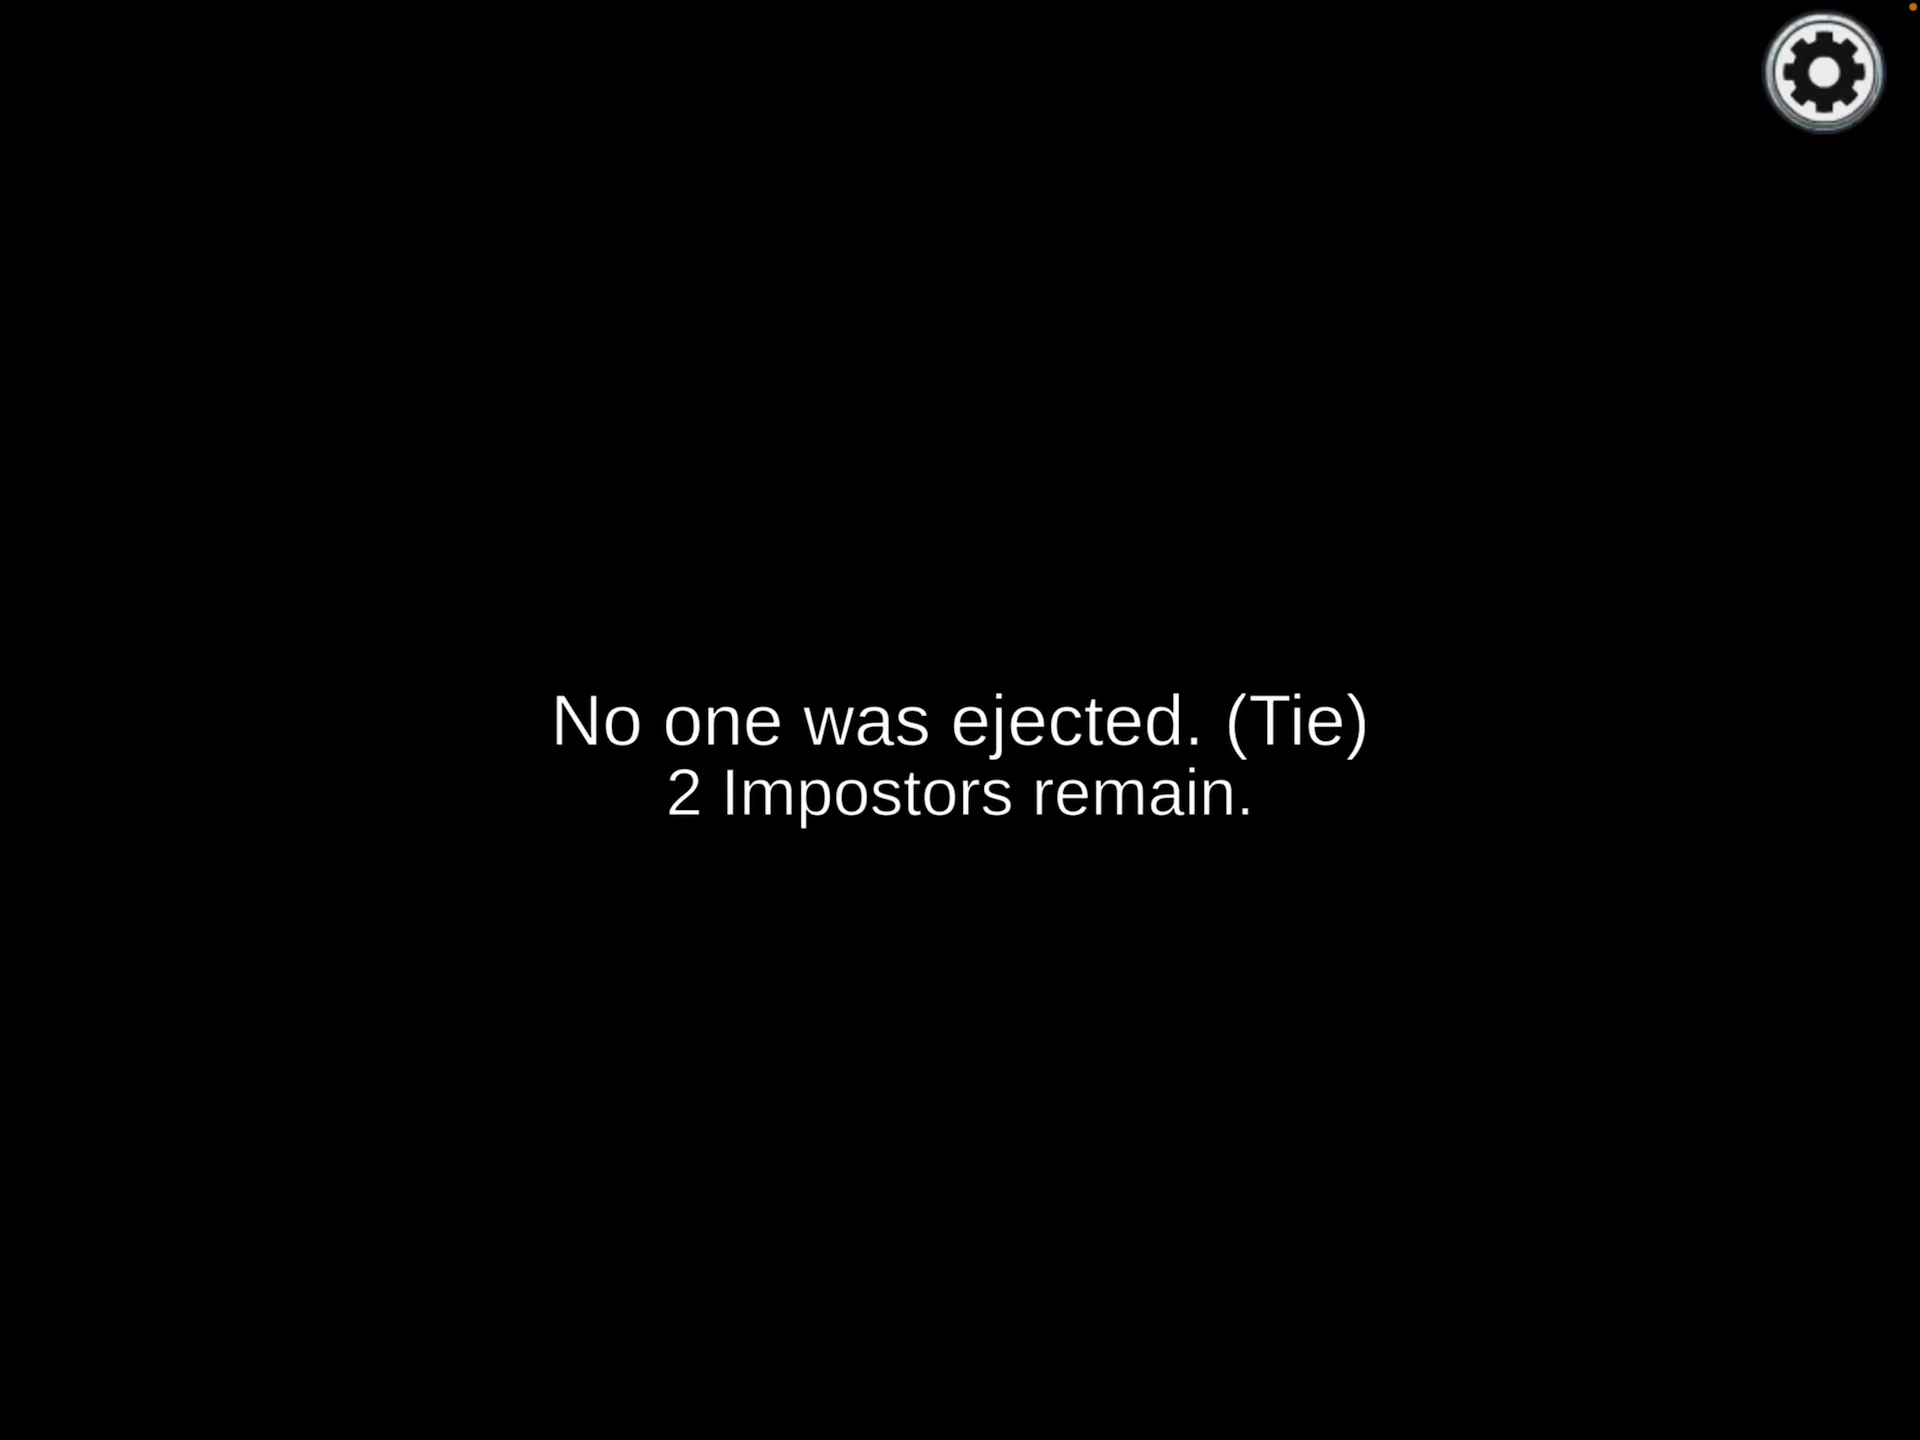 No one was ejected. (Tie)
2 Impostors remain.